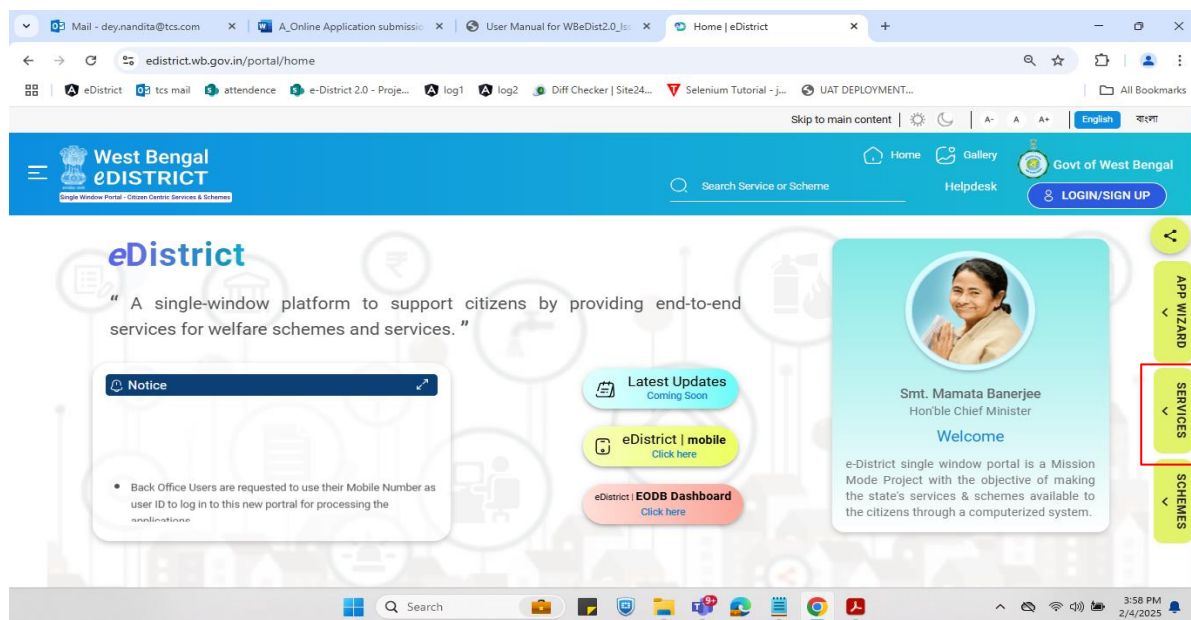 Mail - dey.nandita@tcs.com
A_Online Application submissio
User Manual for WBeDist2.0_Iss
Home | eDistrict
edistrict.wb.gov.in/portal/home
eDistrict
tcs mail
attendence
e-District 2.0 - Proje...
log1
log2
Diff Checker | Site24...
Selenium Tutorial - j...
UAT DEPLOYMENT...
All Bookmarks
Skip to main content
A-
A
A+
English
বাংলা
West Bengal
eDISTRICT
Single Window Portal - Citizen Centric Services & Schemes
Search Service or Scheme
Home
Gallery
Helpdesk
Govt of West Bengal
LOGIN/SIGN UP
eDistrict
“ A single-window platform to support citizens by providing end-to-end
services for welfare schemes and services. ”
Notice
• Back Office Users are requested to use their Mobile Number as
user ID to log in to this new portral for processing the
applications
Latest Updates
Coming Soon
eDistrict | mobile
Click here
eDistrict | EODB Dashboard
Click here
Smt. Mamata Banerjee
Hon'ble Chief Minister
Welcome
e-District single window portal is a Mission
Mode Project with the objective of making
the state's services & schemes available to
the citizens through a computerized system.
APP WIZARD
SERVICES
SCHEMES
Search
9+
3:58 PM
2/4/2025